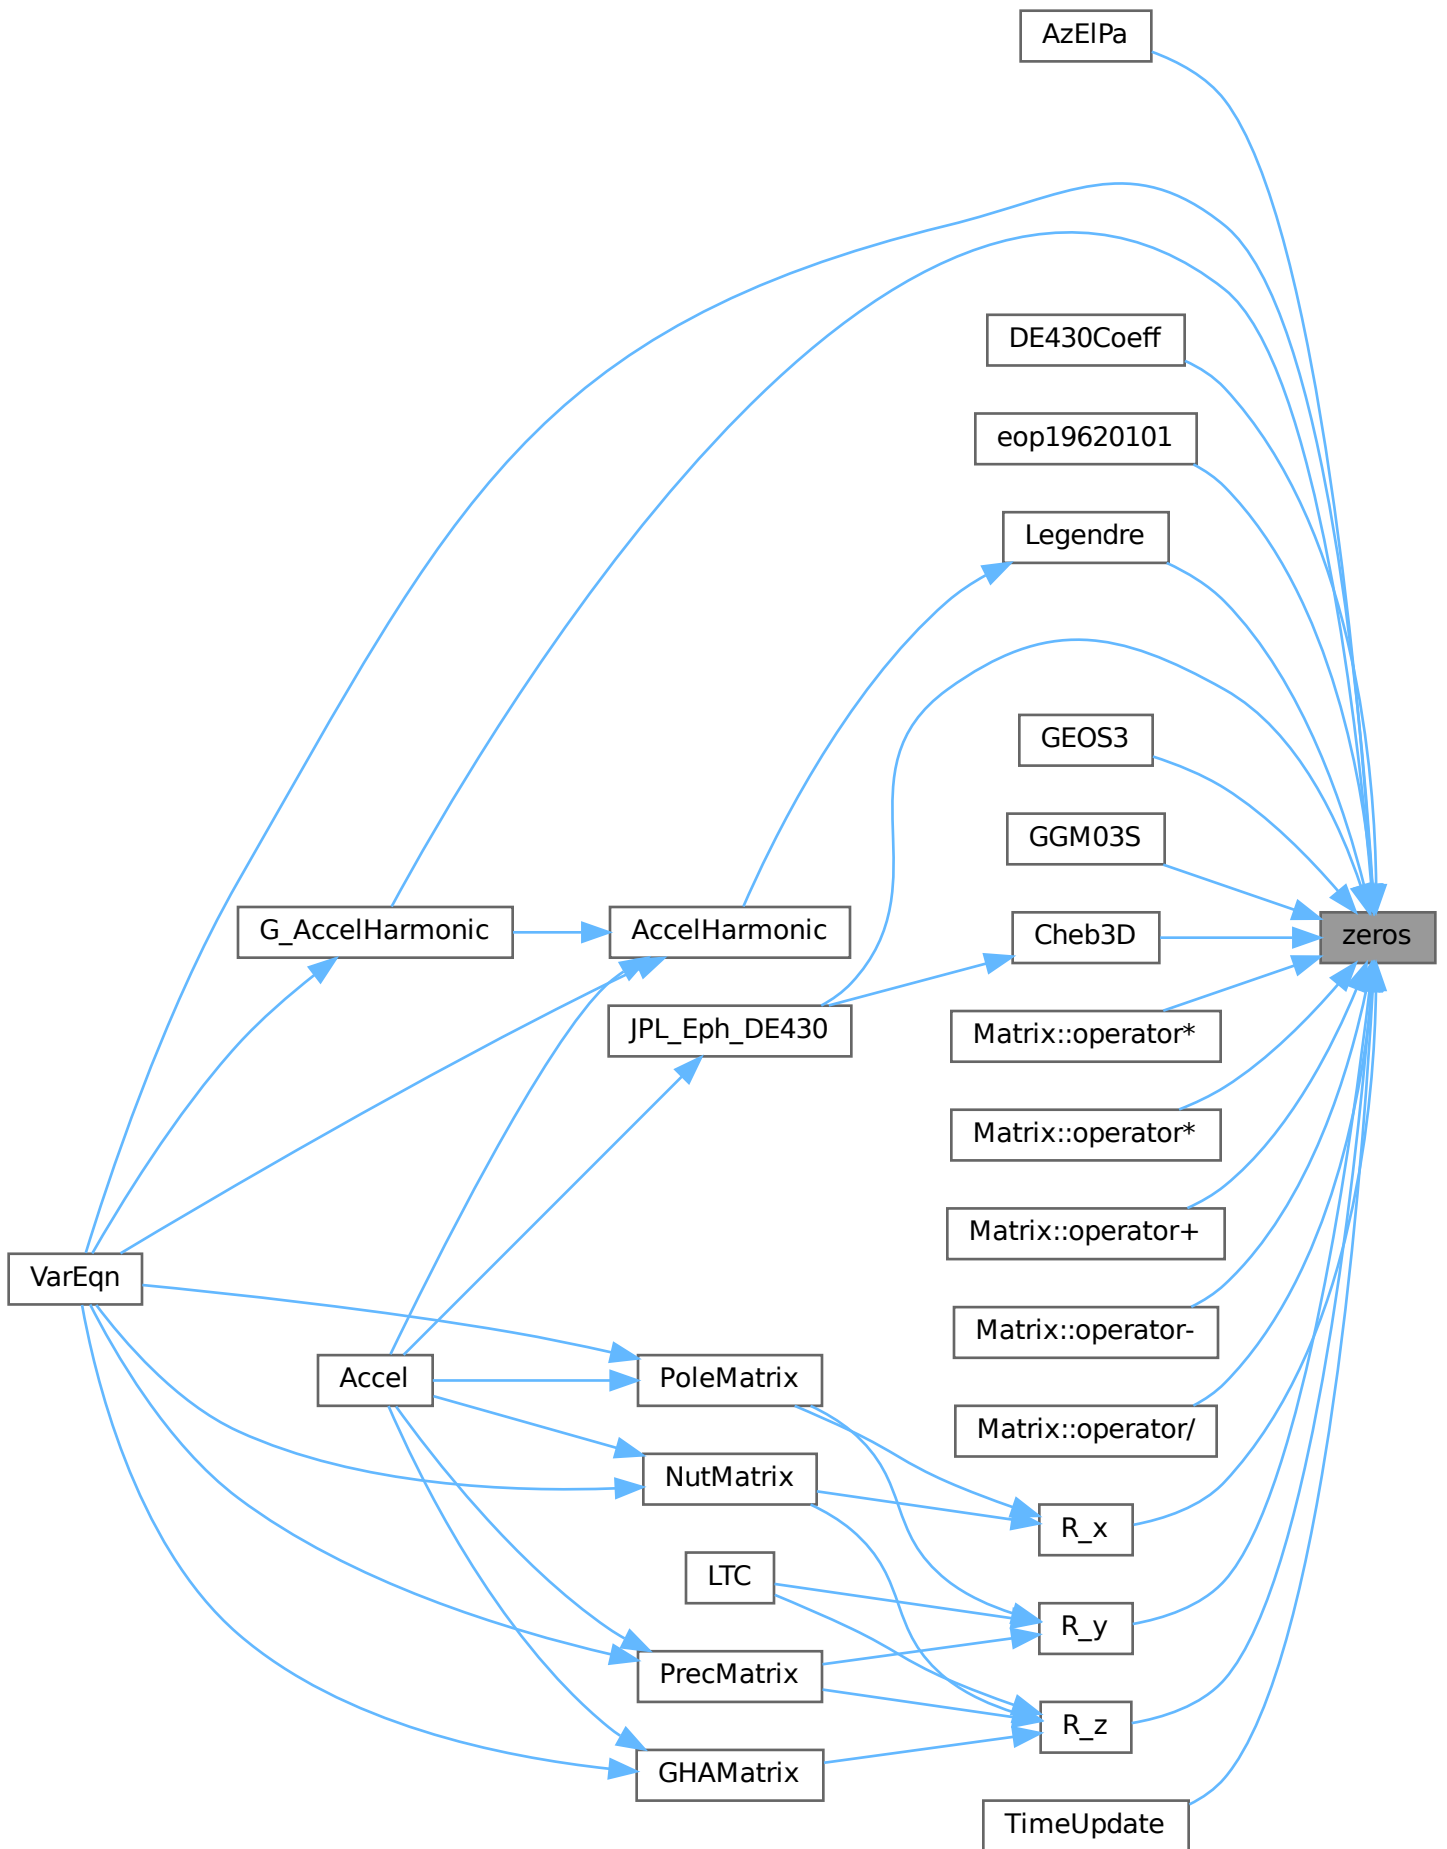 AzElPa
DE430Coeff
eop19620101
Legendre
GEOS3
GGM03S
G_AccelHarmonic
AccelHarmonic
Cheb3D
zeros
JPL_Eph_DE430
Matrix::operator*
Matrix::operator*
Matrix::operator+
VarEqn
Matrix::operator-
Accel
PoleMatrix
Matrix::operator/
NutMatrix
R_x
LTC
R_y
PrecMatrix
R_z
GHAMatrix
TimeUpdate